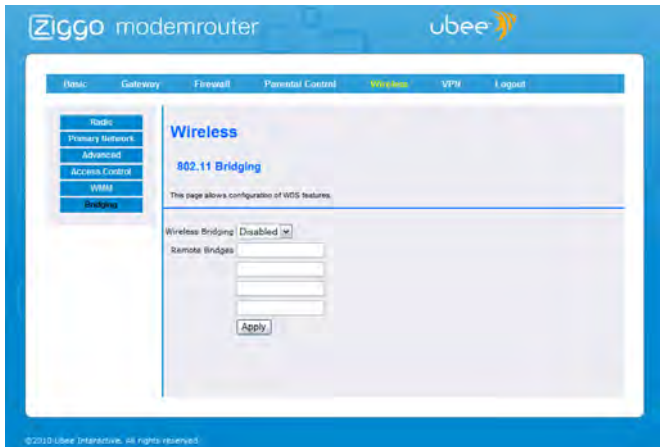 Ziggo modemrouter ubee
Basic Gateway Firewall Parental Control Wireless VPN Logout
Radio
Primary Network
Advanced
Access Control
WMM
Bridging
Wireless
802.11 Bridging
This page allows configuration of WDS features.
Wireless Bridging Disabled
Remote Bridges
Apply
©2010 Ubee Interactive. All rights reserved.